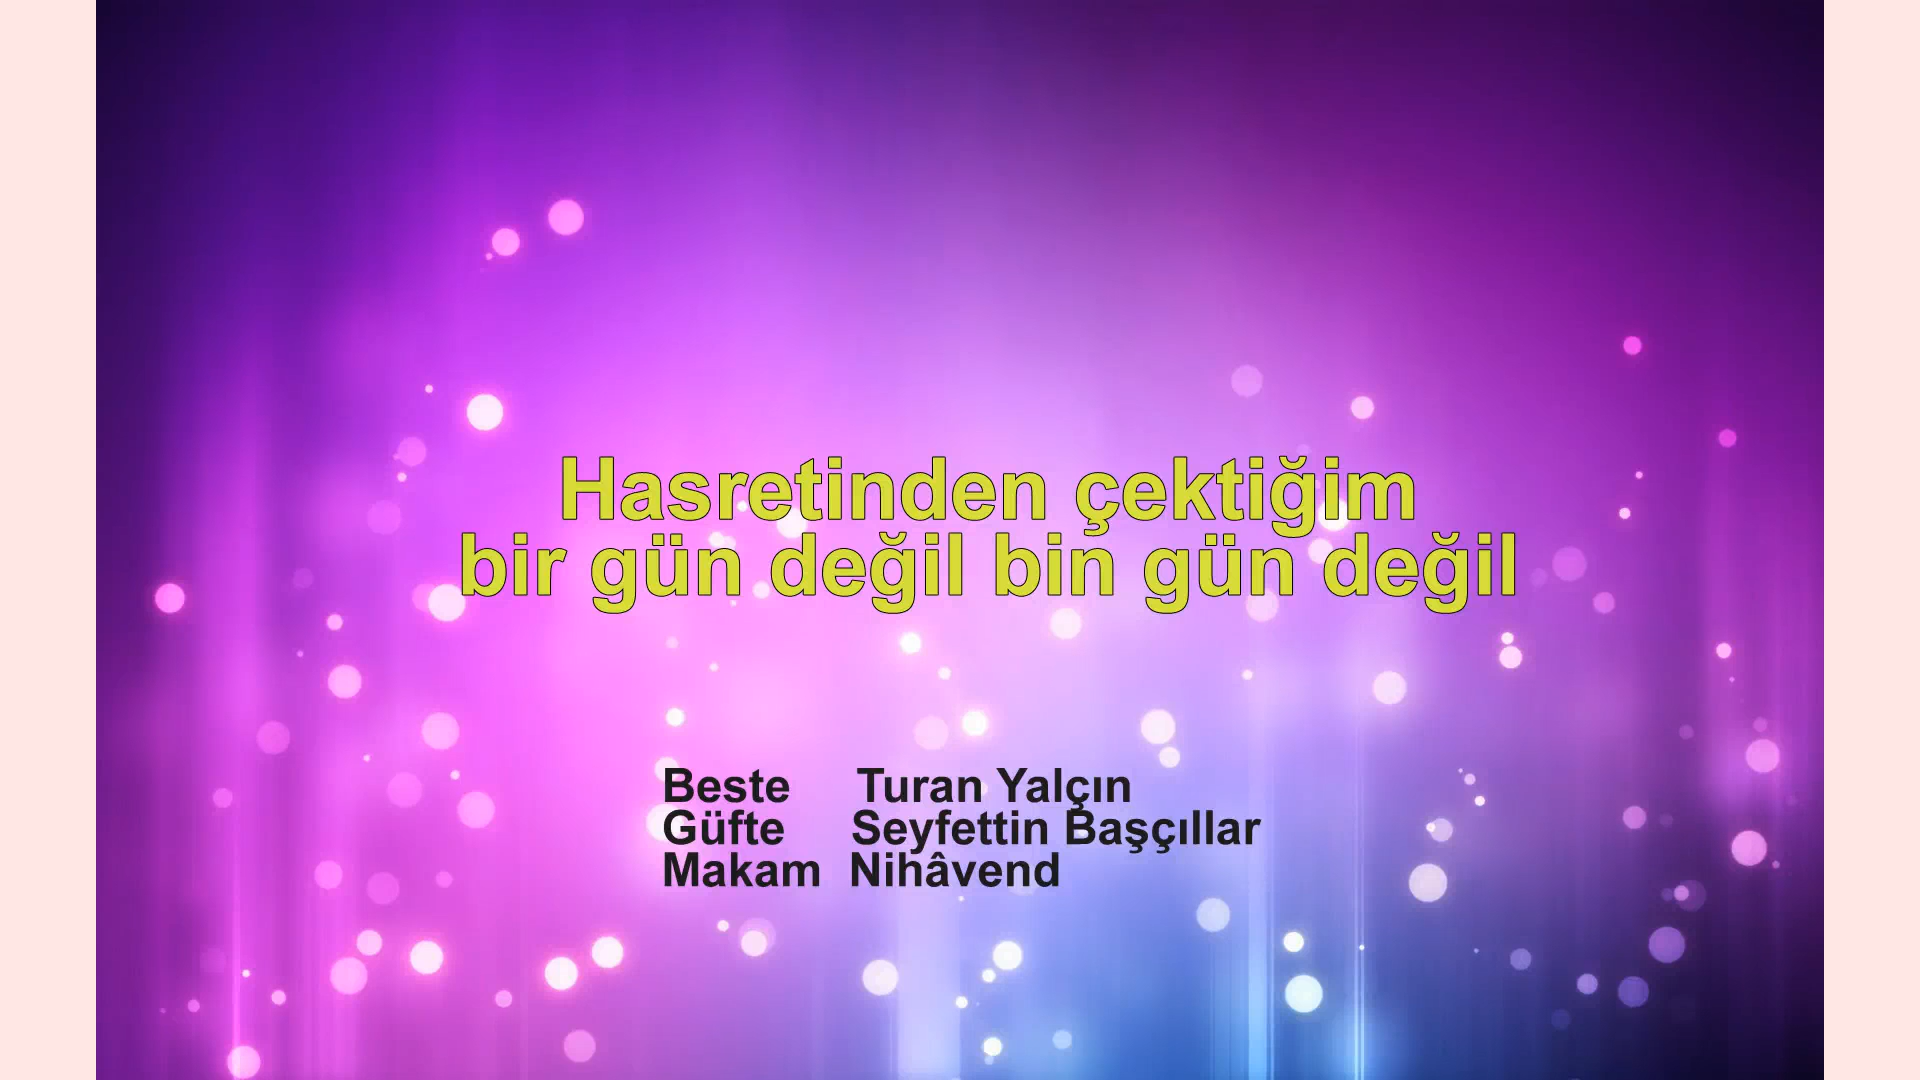 Hasretinden çektiğim
bir gün değil bin gün değil
Beste Turan Yalçın
Güfte Seyfettin Başçıllar
Makam Nihâvend